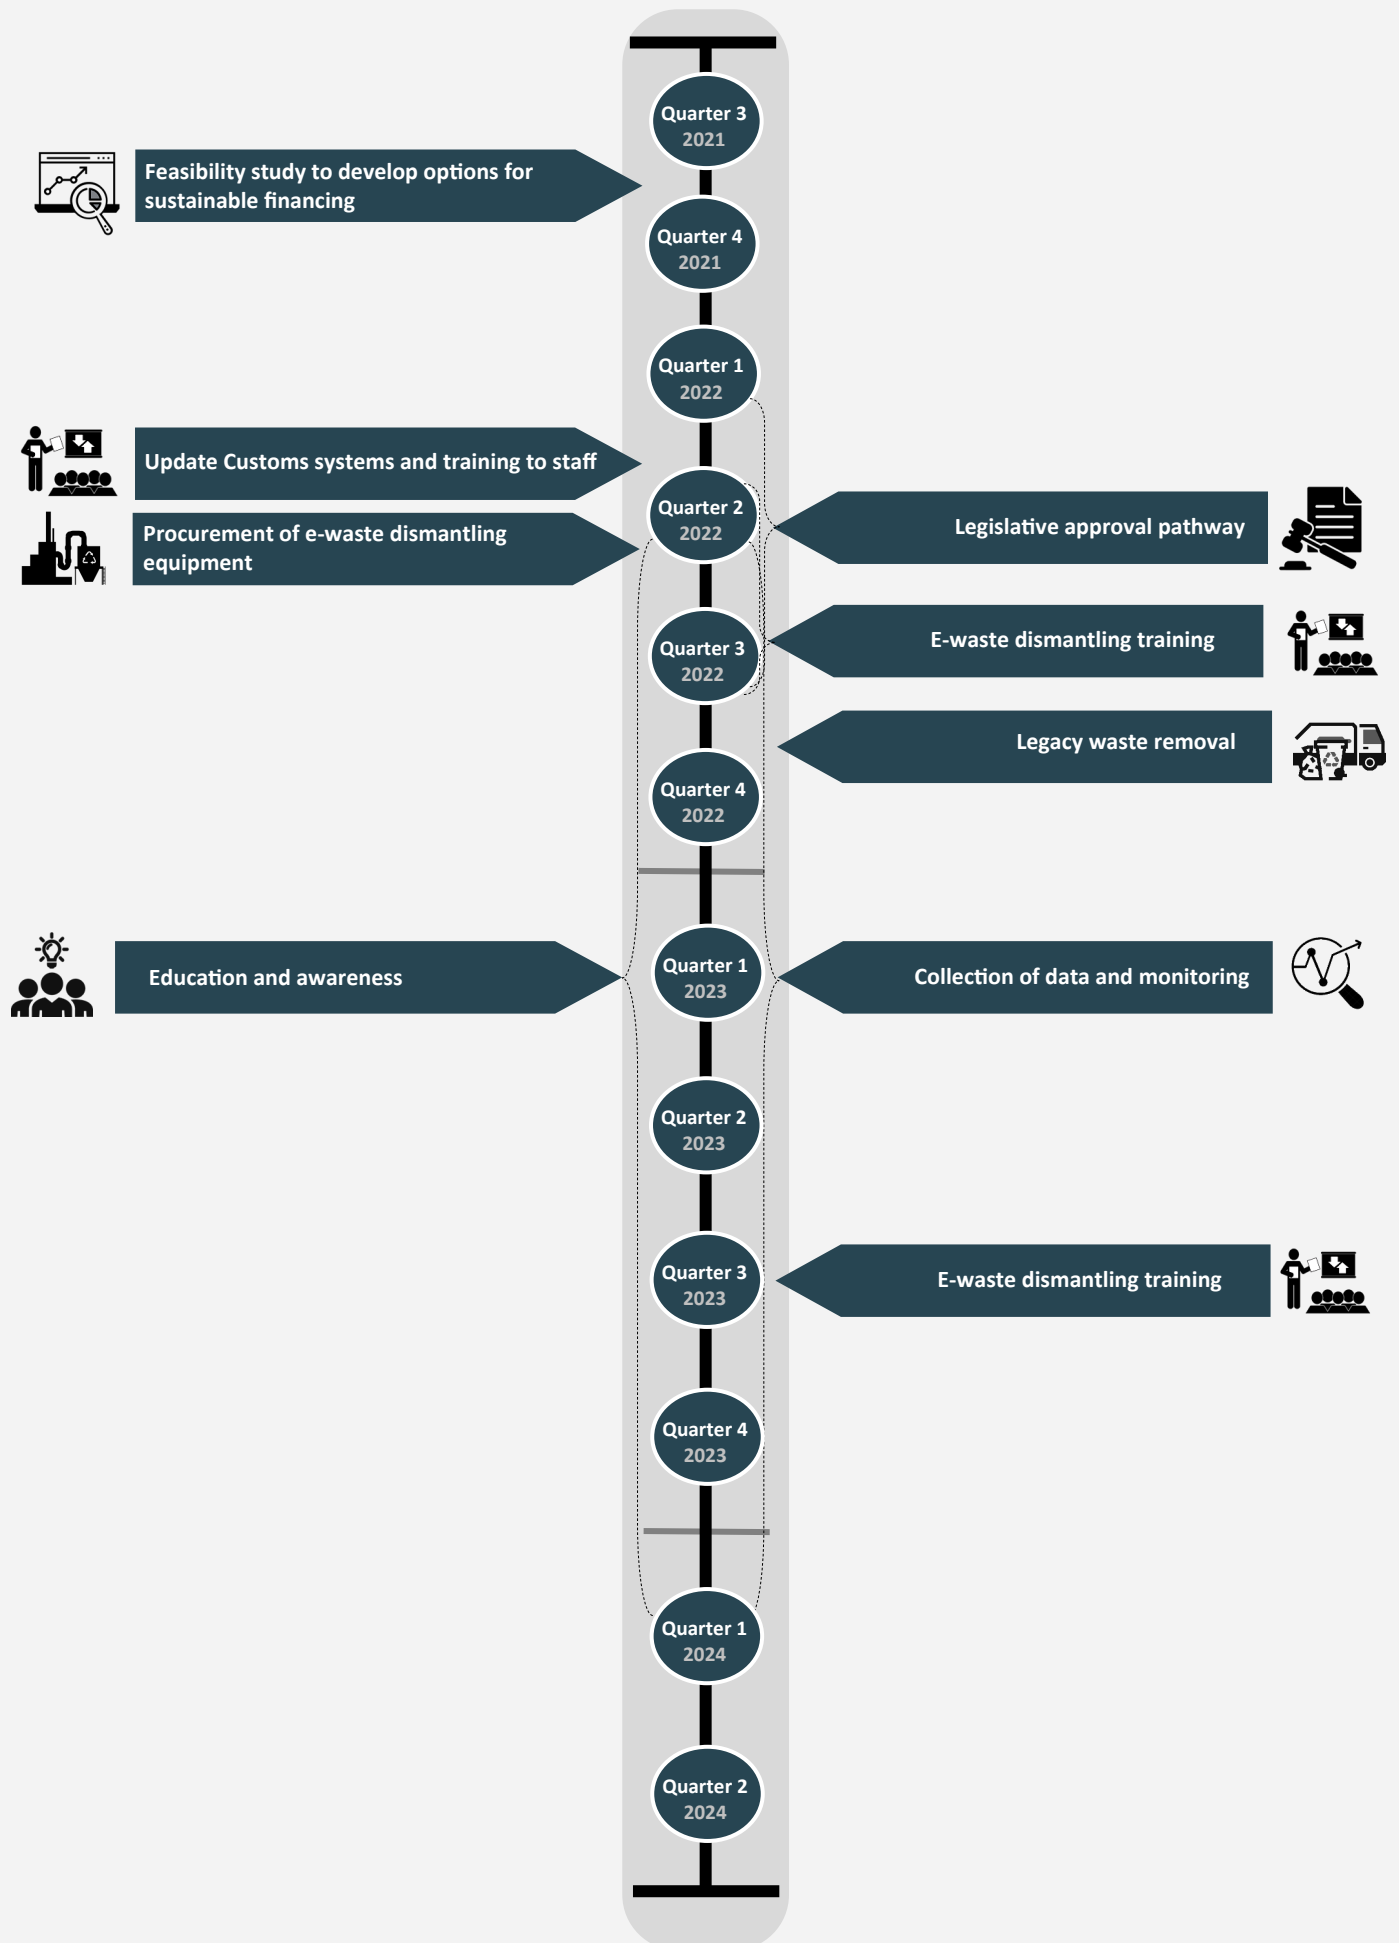 Quarter 3
2021
Feasibility study to develop options for
sustainable financing
Quarter 4
2021
Quarter 1
2022
Update Customs systems and training to staff
Quarter 2
2022
Legislative approval pathway
Procurement of e-waste dismantling
equipment
E-waste dismantling training
Quarter 3
2022
Legacy waste removal
Quarter 4
2022
Education and awareness
Quarter 1
2023
Collection of data and monitoring
Quarter 2
2023
Quarter 3
2023
E-waste dismantling training
Quarter 4
2023
Quarter 1
2024
Quarter 2
2024